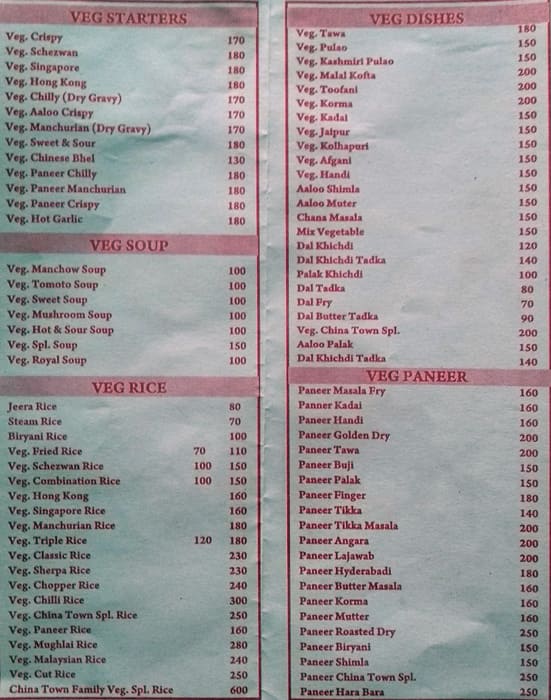 VEG STARTERS
Veg. Crispy 170
Veg. Schezwan 180
Veg. Singapore 180
Veg. Hong Kong 180
Veg. Chilly (Dry Gravy) 170
Veg. Aaloo Crispy 170
Veg. Manchurian (Dry Gravy) 170
Veg. Sweet & Sour 180
Veg. Chinese Bhel 130
Veg. Paneer Chilly 180
Veg. Paneer Manchurian 180
Veg. Paneer Crispy 180
Veg. Hot Garlic 180
VEG SOUP
Veg. Manchow Soup 100
Veg. Tomoto Soup 100
Veg. Sweet Soup 100
Veg. Mushroom Soup 100
Veg. Hot & Sour Soup 100
Veg. Spl. Soup 150
Veg. Royal Soup 100
VEG RICE
Jeera Rice 80
Steam Rice 70
Biryani Rice 100
Veg. Fried Rice 70 110
Veg. Schezwan Rice 100 150
Veg. Combination Rice 100 150
Veg. Hong Kong 160
Veg. Singapore Rice 160
Veg. Manchurian Rice 180
Veg. Triple Rice 120 180
Veg. Classic Rice 230
Veg. Sherpa Rice 230
Veg. Chopper Rice 240
Veg. Chilli Rice 300
Veg. China Town Spl. Rice 250
Veg. Paneer Rice 160
Veg. Mughlai Rice 280
Veg. Malaysian Rice 240
Veg. Cut Rice 250
China Town Family Veg. Spl. Rice 600
VEG DISHES
Veg. Tawa 180
Veg. Pulao 150
Veg. Kashmiri Pulao 150
Veg. Malal Kofta 200
Veg. Toofani 200
Veg. Korma 200
Veg. Kadai 150
Veg. Jaipur 150
Veg. Kolhapuri 150
Veg. Afgani 150
Veg. Handi 150
Aaloo Shimla 150
Aaloo Muter 150
Chana Masala 150
Mix Vegetable 150
Dal Khichdi 120
Dal Khichdi Tadka 140
Palak Khichdi 100
Dal Tadka 80
Dal Fry 70
Dal Butter Tadka 90
Veg. China Town Spl. 200
Aaloo Palak 150
Dal Khichdi Tadka 140
VEG PANEER
Paneer Masala Fry 160
Panner Kadai 160
Paneer Handi 160
Paneer Golden Dry 200
Paneer Tawa 200
Paneer Buji 150
Paneer Palak 150
Paneer Finger 180
Paneer Tikka 140
Paneer Tikka Masala 200
Paneer Angara 200
Paneer Lajawab 200
Paneer Hyderabadi 180
Paneer Butter Masala 160
Paneer Korma 160
Paneer Mutter 160
Paneer Roasted Dry 250
Paneer Biryani 150
Paneer Shimla 150
Paneer China Town Spl. 250
Paneer Hara Bara 250